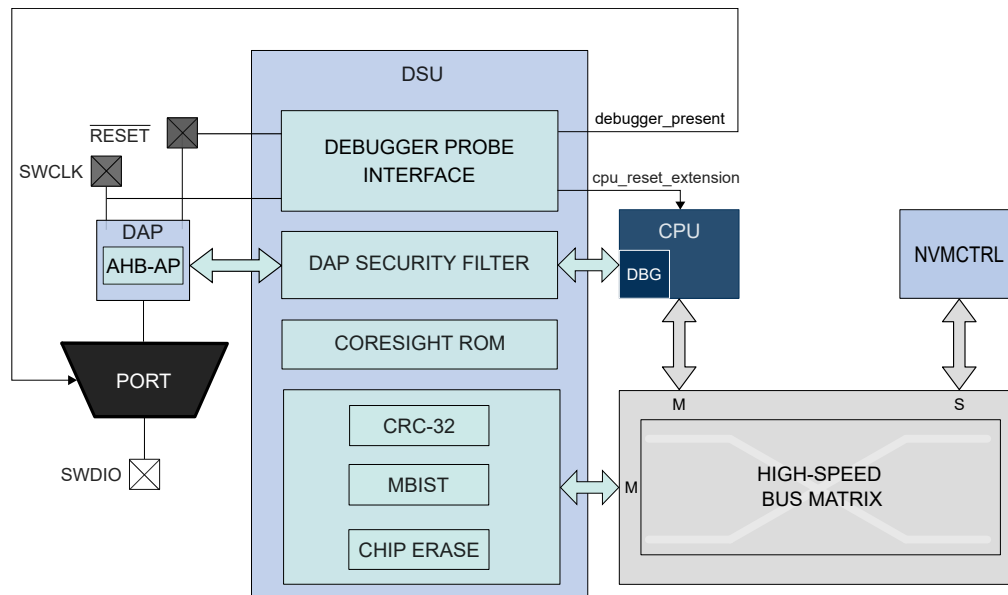 DSU
debugger_present
RESET
DEBUGGER PROBE
INTERFACE
SWCLK
cpu_reset_extension
DAP
CPU
AHB-AP
DAP SECURITY FILTER
DBG
NVMCTRL
CORESIGHT ROM
PORT
M
S
CRC-32
SWDIO
MBIST
M
HIGH-SPEED
BUS MATRIX
CHIP ERASE